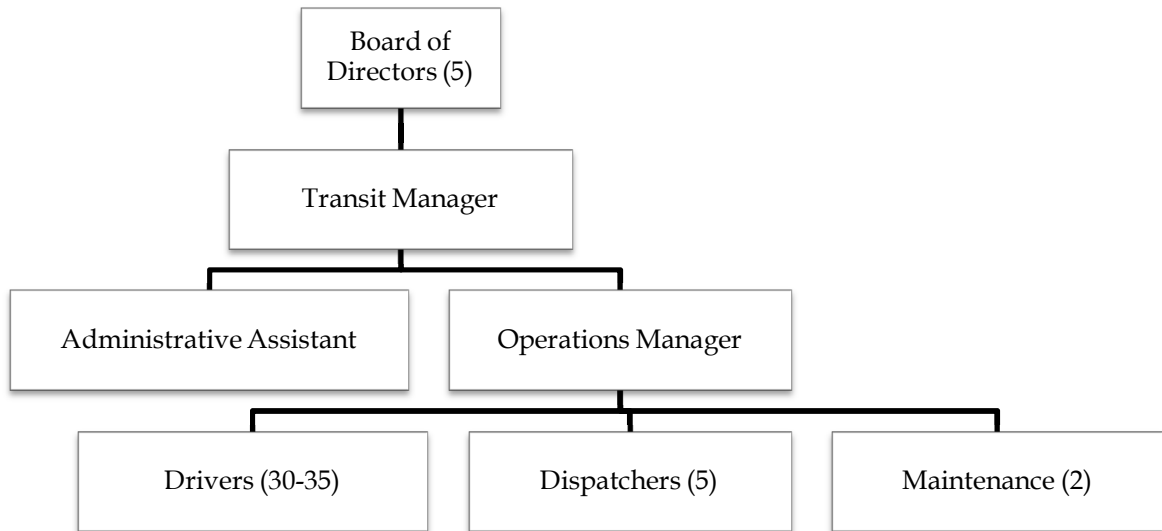 Board of
Directors (5)
Transit Manager
Administrative Assistant
Operations Manager
Drivers (30-35)
Dispatchers (5)
Maintenance (2)